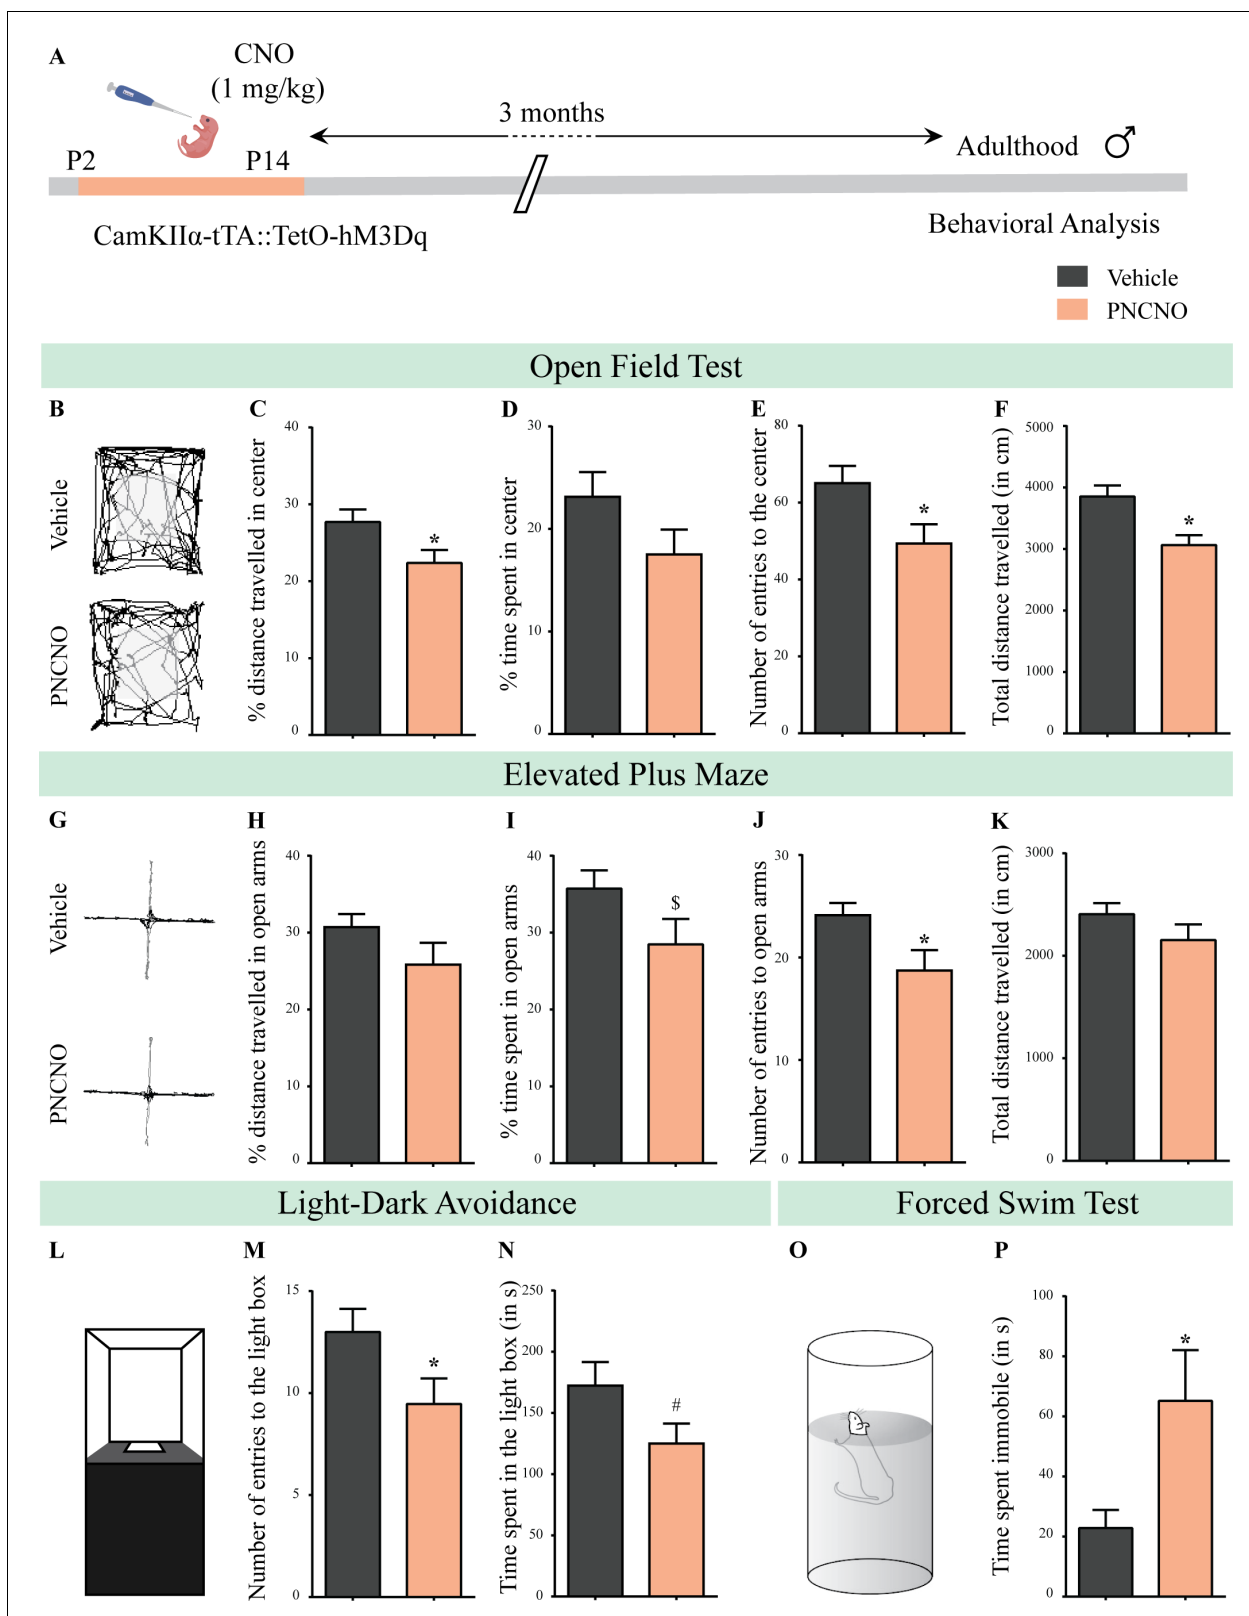 A
CNO
(1 mg/kg)
3 months
P2
P14
Adulthood ♂
CamKIIα-tTA::TetO-hM3Dq
Behavioral Analysis
Vehicle
PNCNO
Open Field Test
B
Vehicle
PNCNO
C
% distance travelled in center
40
30
20
10
0
*
D
% time spent in center
30
20
10
0
E
Number of entries to the center
80
60
40
20
0
*
F
Total distance travelled (in cm)
5000
4000
3000
2000
1000
0
*
Elevated Plus Maze
G
Vehicle
PNCNO
H
% distance travelled in open arms
40
30
20
10
0
I
% time spent in open arms
40
30
20
10
0
$
J
Number of entries to open arms
30
20
10
0
*
K
Total distance travelled (in cm)
3000
2000
1000
0
Light-Dark Avoidance
L
M
Number of entries to the light box
15
10
5
0
*
N
Time spent in the light box (in s)
250
200
150
100
50
0
#
Forced Swim Test
O
P
Time spent immobile (in s)
100
80
60
40
20
0
*